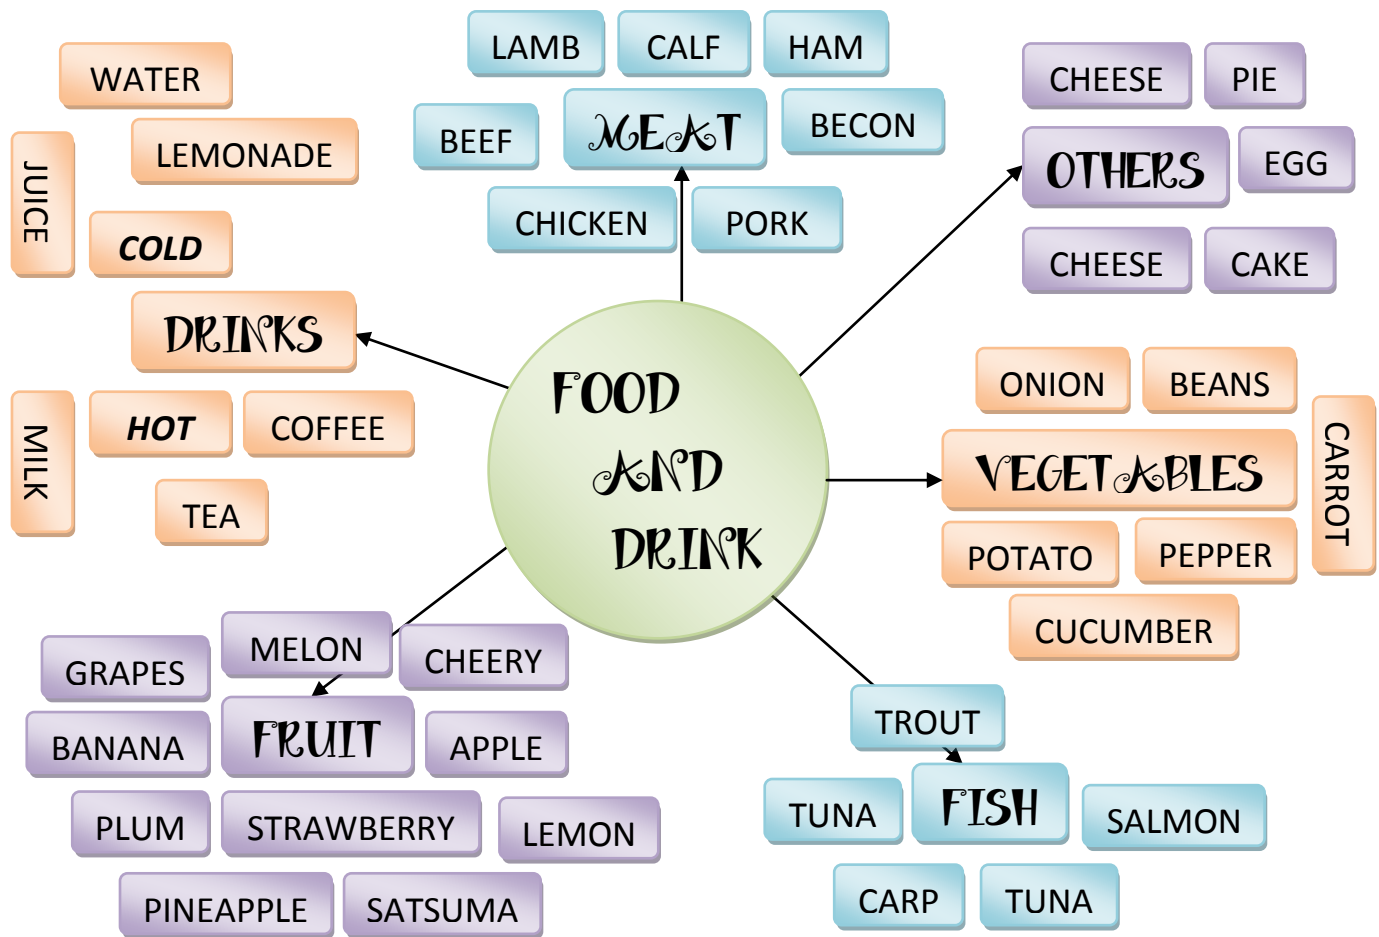 LAMB
CALF
HAM
BEEF
MEAT
BECON
CHICKEN
PORK
WATER
LEMONADE
JUICE
COLD
DRINKS
MILK
HOT
COFFEE
TEA
CHEESE
PIE
OTHERS
EGG
CHEESE
CAKE
FOOD
AND
DRINK
ONION
BEANS
VEGETABLES
CARROT
POTATO
PEPPER
CUCUMBER
GRAPES
MELON
CHEERY
BANANA
FRUIT
APPLE
PLUM
STRAWBERRY
LEMON
PINEAPPLE
SATSUMA
TROUT
TUNA
FISH
SALMON
CARP
TUNA